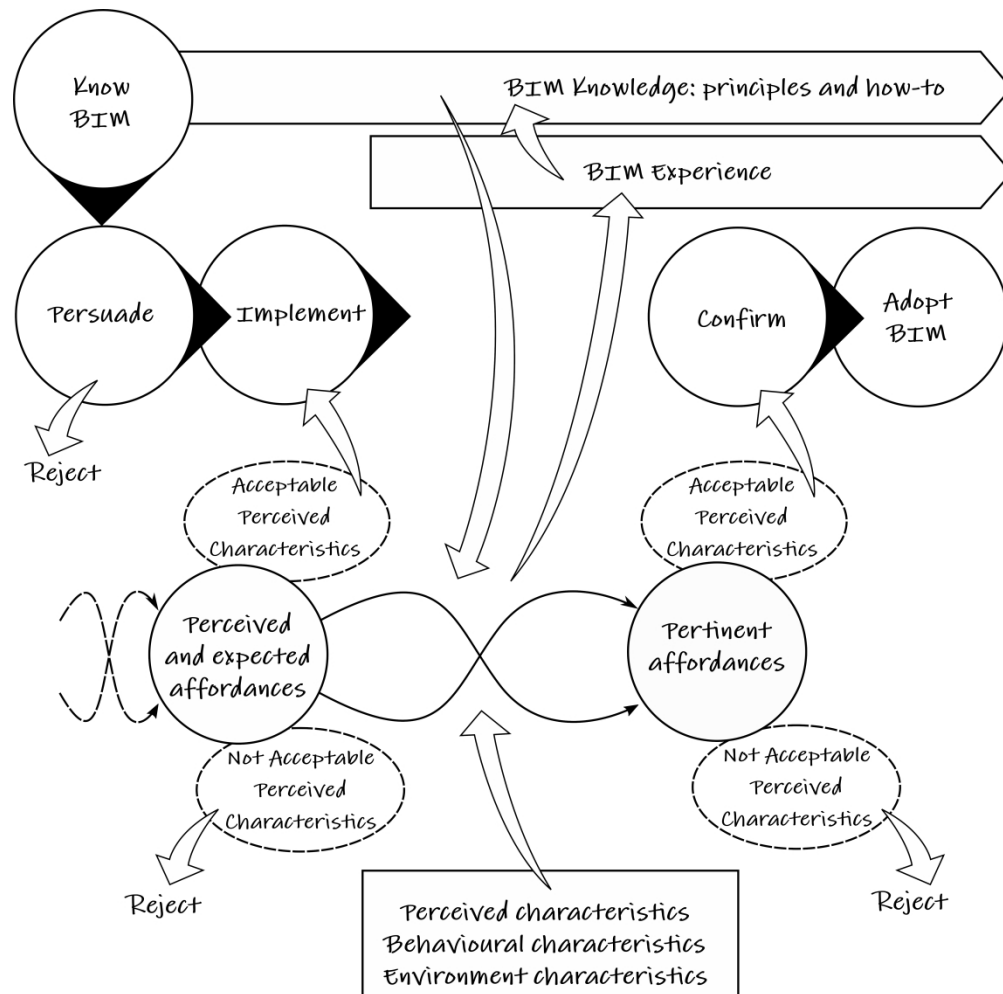 Know
BIM
BIM Knowledge: principles and how-to
BIM Experience
Persuade
Implement
Confirm
Adopt
BIM
Reject
Acceptable
Perceived
Characteristics
Acceptable
Perceived
Characteristics
Perceived
and expected
affordances
Pertinent
affordances
Not Acceptable
Perceived
Characteristics
Not Acceptable
Perceived
Characteristics
Reject
Reject
Perceived characteristics
Behavioural characteristics
Environment characteristics